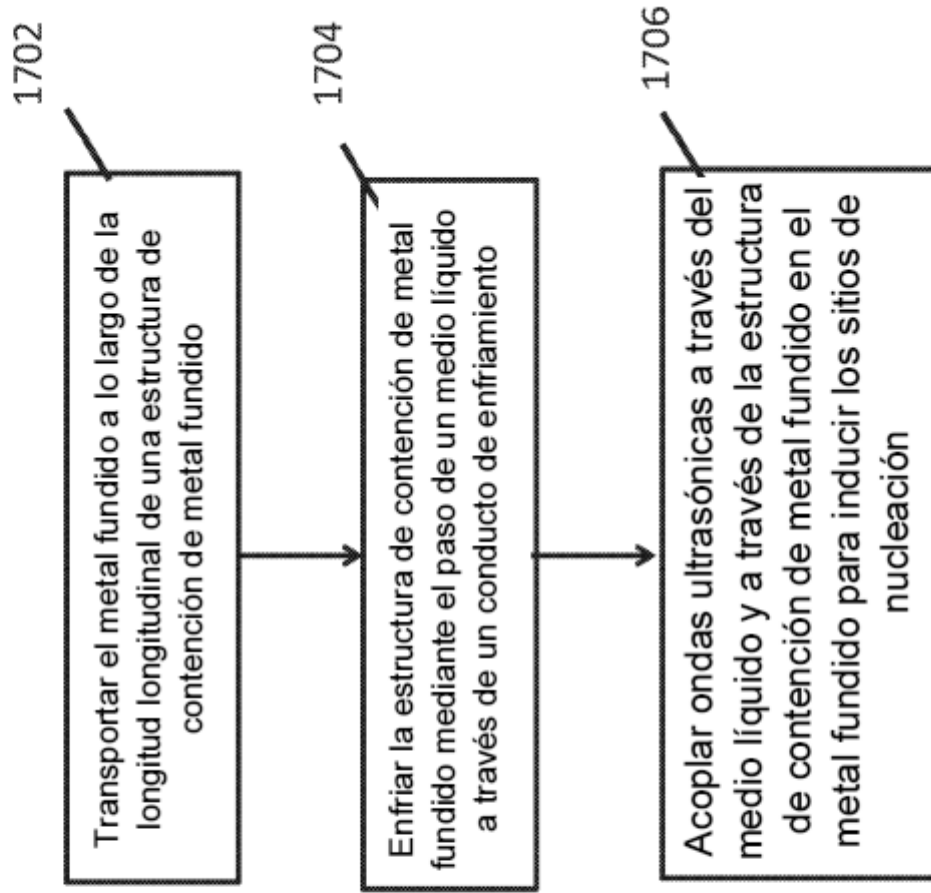 1702
Transportar el metal fundido a lo largo de la
longitud longitudinal de una estructura de
contención de metal fundido
1704
Enfriar la estructura de contención de metal
fundido mediante el paso de un medio líquido
a través de un conducto de enfriamiento
1706
Acoplar ondas ultrasónicas a través del
medio líquido y a través de la estructura
de contención de metal fundido en el
metal fundido para inducir los sitios de
nucleación